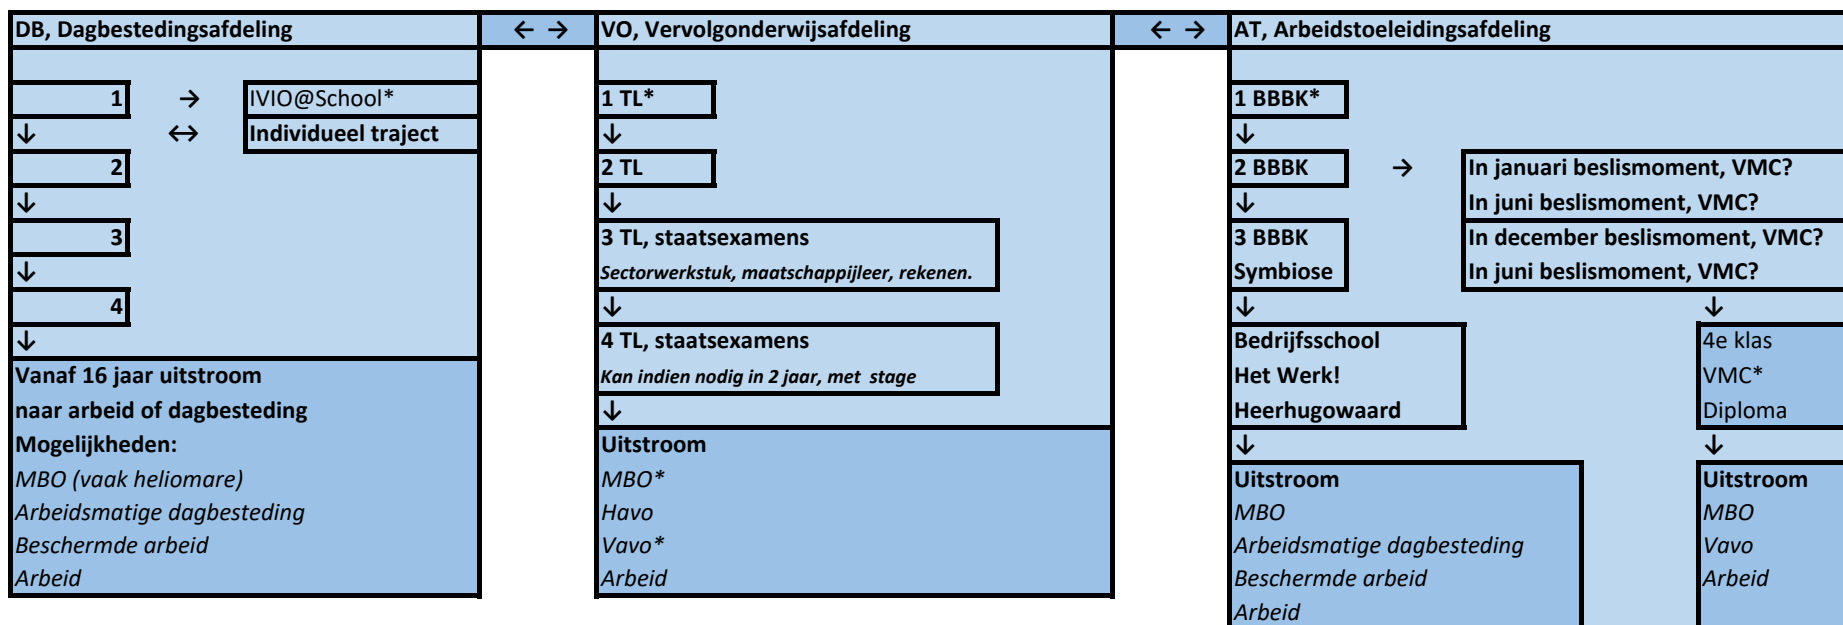 DB, Dagbestedingsafdeling
← →
VO, Vervolgonderwijsafdeling
← →
AT, Arbeidstoeleidingsafdeling
1
→
IVIO@School*
↓
↔
Individueel traject
2
↓
3
↓
4
↓
Vanaf 16 jaar uitstroom
naar arbeid of dagbesteding
Mogelijkheden:
MBO (vaak heliomare)
Arbeidsmatige dagbesteding
Beschermde arbeid
Arbeid
1 TL*
↓
2 TL
↓
3 TL, staatsexamens
Sectorwerkstuk, maatschappijleer, rekenen.
↓
4 TL, staatsexamens
Kan indien nodig in 2 jaar, met stage
↓
Uitstroom
MBO*
Havo
Vavo*
Arbeid
1 BBBK*
↓
2 BBBK
→
In januari beslismoment, VMC?
↓
In juni beslismoment, VMC?
3 BBBK
In december beslismoment, VMC?
Symbiose
In juni beslismoment, VMC?
↓
Bedrijfsschool
Het Werk!
Heerhugowaard
↓
Uitstroom
MBO
Arbeidsmatige dagbesteding
Beschermde arbeid
Arbeid
↓
4e klas
VMC*
Diploma
↓
Uitstroom
MBO
Vavo
Arbeid